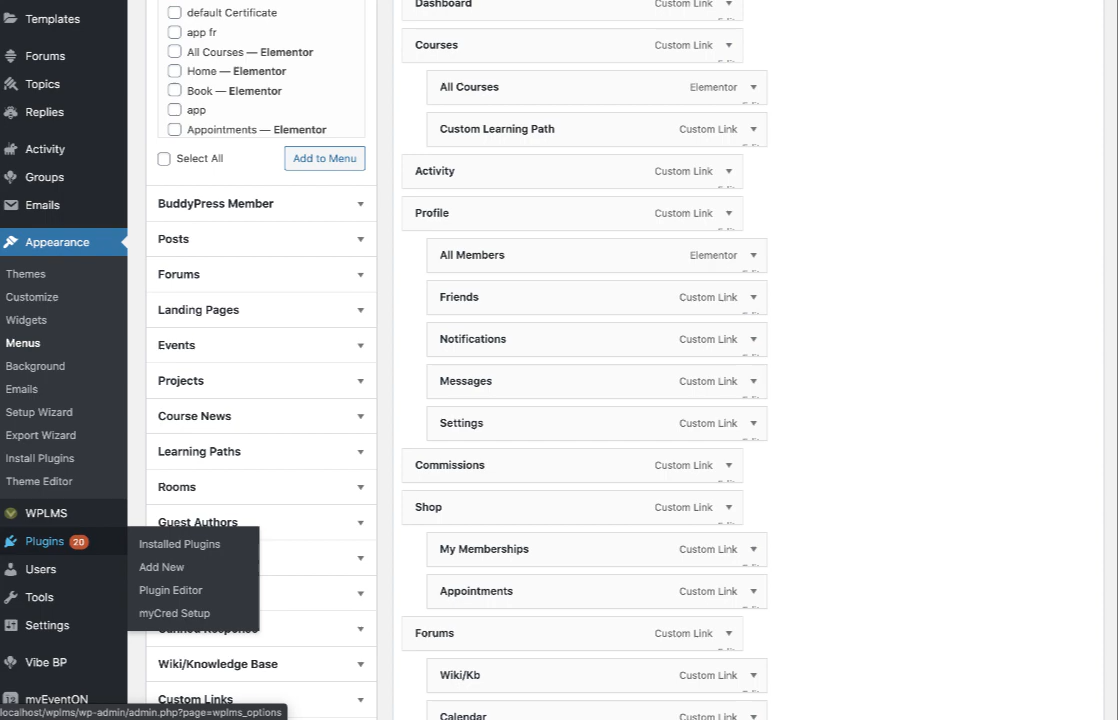 Templates
Forums
Topics
Replies
Activity
Groups
Emails
Appearance
Themes
Customize
Widgets
Menus
Background
Emails
Setup Wizard
Export Wizard
Install Plugins
Theme Editor
WPLMS
Plugins 20
Users
Tools
Settings
Vibe BP
myEventON
Installed Plugins
Add New
Plugin Editor
myCred Setup
default Certificate
app fr
All Courses — Elementor
Home — Elementor
Book — Elementor
app
Appointments — Elementor
Select All
Add to Menu
BuddyPress Member
Posts
Forums
Landing Pages
Events
Projects
Course News
Learning Paths
Rooms
Guest Authors
Wiki/Knowledge Base
Custom Links
Dashboard Custom Link
Courses Custom Link
All Courses Elementor
Custom Learning Path Custom Link
Activity Custom Link
Profile Custom Link
All Members Elementor
Friends Custom Link
Notifications Custom Link
Messages Custom Link
Settings Custom Link
Commissions Custom Link
Shop Custom Link
My Memberships Custom Link
Appointments Custom Link
Forums Custom Link
Wiki/Kb Custom Link
Calendar Custom Link
localhost/wplms/wp-admin/admin.php?page=wplms_options